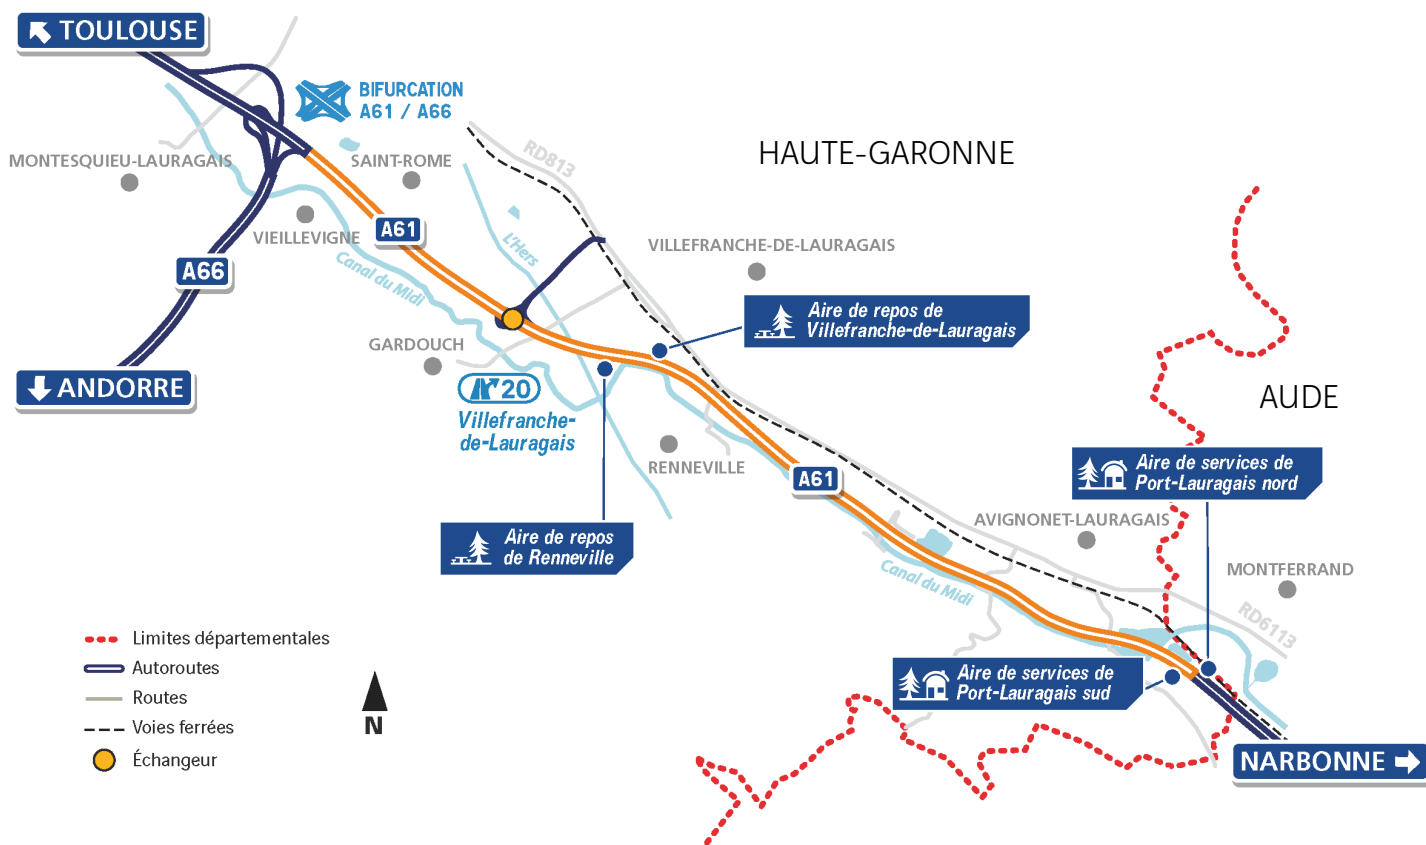 TOULOUSE
BIFURCATION
A61 / A66
HAUTE-GARONNE
RD813
MONTESQUIEU-LAURAGAIS
SAINT-ROME
A61
VIEILLEVIGNE
L'Hers
VILLEFRANCHE-DE-LAURAGAIS
A66
Canal du Midi
Aire de repos de
Villefranche-de-Lauragais
GARDOUCH
ANDORRE
20
Villefranche-
de-Lauragais
AUDE
RENNEVILLE
A61
Aire de services de
Port-Lauragais nord
AVIGNONET-LAURAGAIS
Aire de repos
de Renneville
Canal du Midi
MONTFERRAND
RD6113
Limites départementales
Autoroutes
Routes
Voies ferrées
Échangeur
N
Aire de services de
Port-Lauragais sud
NARBONNE